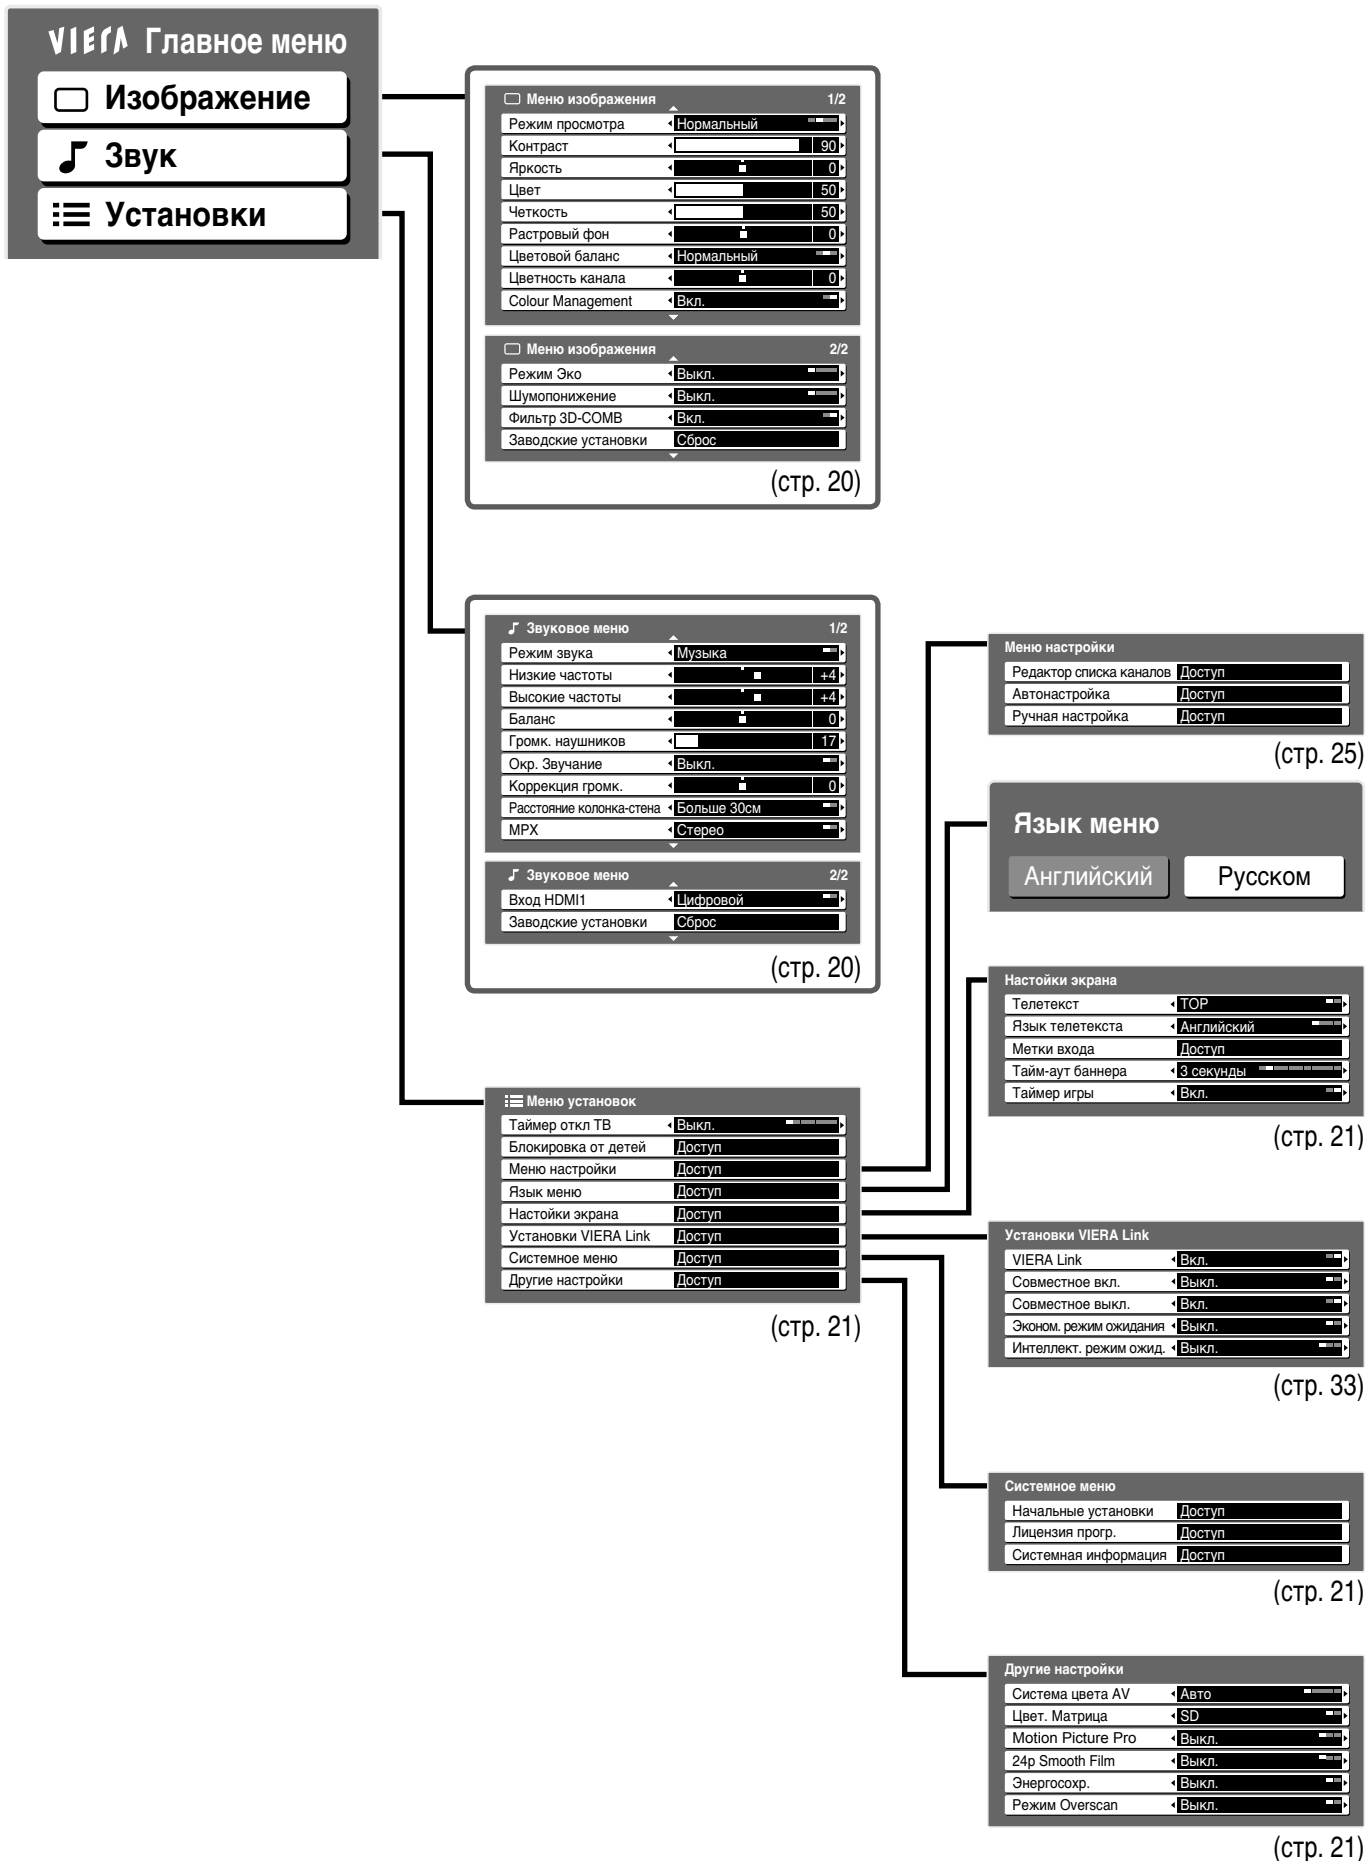 VIERA Главное меню
Изображение
Звук
Установки
Меню изображения 1/2
Режим просмотра Нормальный
Контраст 90
Яркость 0
Цвет 50
Четкость 50
Растровый фон 0
Цветовой баланс Нормальный
Цветность канала 0
Colour Management Вкл.
Меню изображения 2/2
Режим Эко Выкл.
Шумопонижение Выкл.
Фильтр 3D-COMB Вкл.
Заводские установки Сброс
(стр. 20)
Звуковое меню 1/2
Режим звука Музыка
Низкие частоты +4
Высокие частоты +4
Баланс 0
Громк. наушников 17
Окр. Звучание Выкл.
Коррекция громк. 0
Расстояние колонка-стена Больше 30см
MPX Стерео
Звуковое меню 2/2
Вход HDMI1 Цифровой
Заводские установки Сброс
(стр. 20)
Меню установок
Таймер откл ТВ Выкл.
Блокировка от детей Доступ
Меню настройки Доступ
Язык меню Доступ
Настойки экрана Доступ
Установки VIERA Link Доступ
Системное меню Доступ
Другие настройки Доступ
(стр. 21)
Меню настройки
Редактор списка каналов Доступ
Автонастройка Доступ
Ручная настройка Доступ
(стр. 25)
Язык меню
Английский Русском
Настойки экрана
Телетекст TOP
Язык телетекста Английский
Метки входа Доступ
Тайм-аут баннера 3 секунды
Таймер игры Вкл.
(стр. 21)
Установки VIERA Link
VIERA Link Вкл.
Совместное вкл. Выкл.
Совместное выкл. Вкл.
Эконом. режим ожидания Выкл.
Интеллект. режим ожид. Выкл.
(стр. 33)
Системное меню
Начальные установки Доступ
Лицензия прогр. Доступ
Системная информация Доступ
(стр. 21)
Другие настройки
Система цвета AV Авто
Цвет. Матрица SD
Motion Picture Pro Выкл.
24p Smooth Film Выкл.
Энергосохр. Выкл.
Режим Overscan Выкл.
(стр. 21)